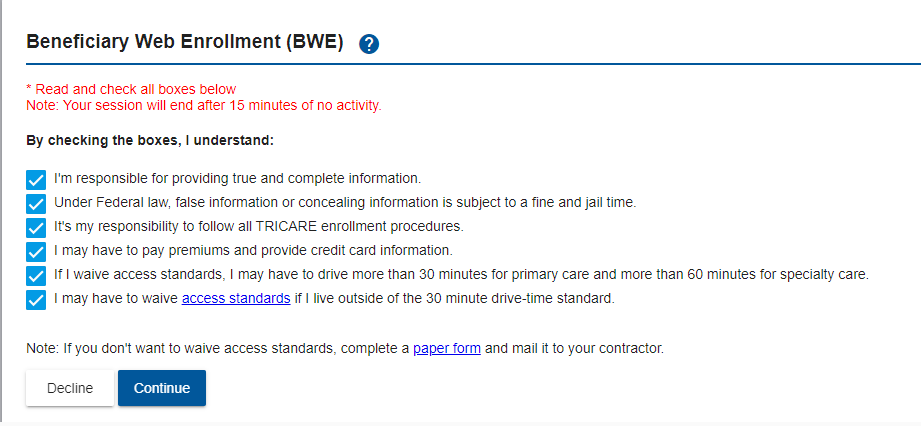 Beneficiary Web Enrollment (BWE) ?
* Read and check all boxes below
Note: Your session will end after 15 minutes of no activity.
By checking the boxes, I understand:
I'm responsible for providing true and complete information.
Under Federal law, false information or concealing information is subject to a fine and jail time.
It's my responsibility to follow all TRICARE enrollment procedures.
I may have to pay premiums and provide credit card information.
If I waive access standards, I may have to drive more than 30 minutes for primary care and more than 60 minutes for specialty care.
I may have to waive access standards if I live outside of the 30 minute drive-time standard.
Note: If you don't want to waive access standards, complete a paper form and mail it to your contractor.
Decline Continue